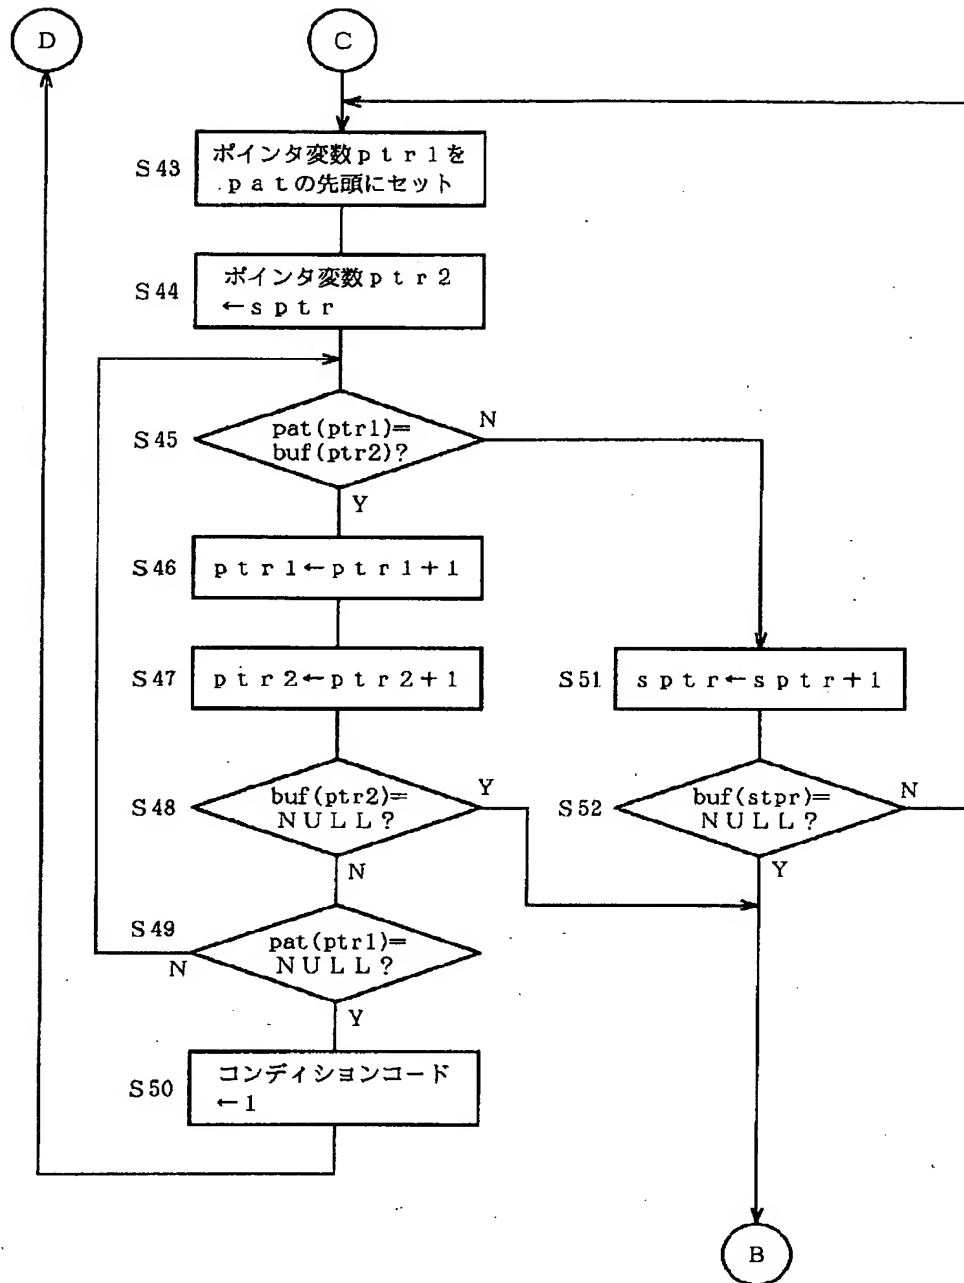 D
C
S43
ポインタ変数ptr1を
patの先頭にセット
S44
ポインタ変数ptr2
←sptr
S45
pat(ptr1)=
buf(ptr2)?
N
Y
S46
ptr1←ptr1+1
S47
ptr2←ptr2+1
S51
sptr←sptr+1
S48
buf(ptr2)=
NULL?
Y
N
S52
buf(stpr)=
NULL?
N
Y
S49
pat(ptr1)=
NULL?
N
Y
S50
コンディションコード
←1
B